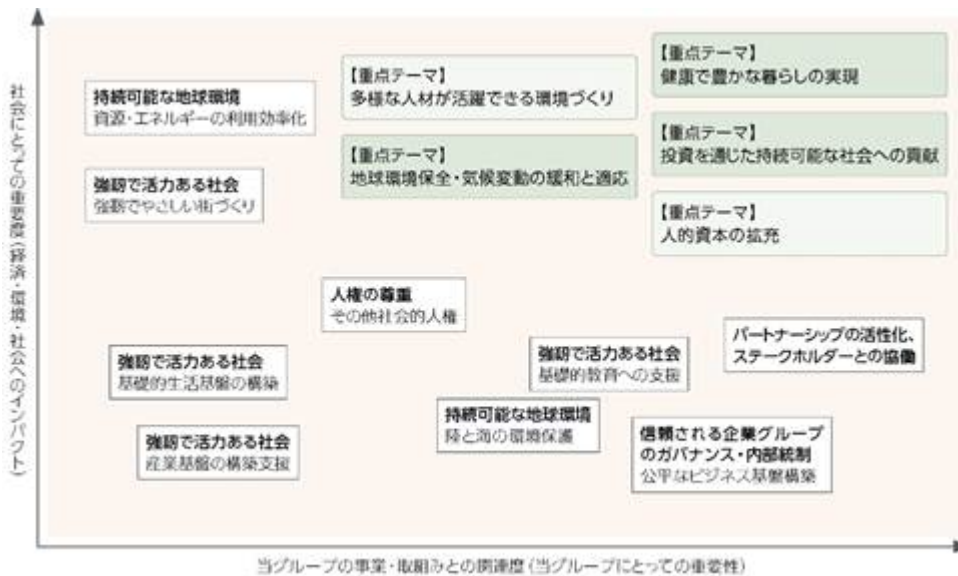 社会にとっての重要度(経済・環境・社会へのインパクト)
【重点テーマ】
健康で豊かな暮らしの実現
【重点テーマ】
多様な人材が活躍できる環境づくり
持続可能な地球環境
資源・エネルギーの利用効率化
【重点テーマ】
投資を通じた持続可能な社会への貢献
【重点テーマ】
地球環境保全・気候変動の緩和と適応
強靭で活力ある社会
強靭でやさしい街づくり
【重点テーマ】
人的資本の拡充
人権の尊重
その他社会的人権
パートナーシップの活性化、
ステークホルダーとの協働
強靭で活力ある社会
基礎的教育への支援
強靭で活力ある社会
基礎的生活基盤の構築
持続可能な地球環境
陸と海の環境保護
信頼される企業グループ
のガバナンス・内部統制
公平なビジネス基盤構築
強靭で活力ある社会
産業基盤の構築支援
当グループの事業・取組みとの関連度(当グループにとっての重要性)